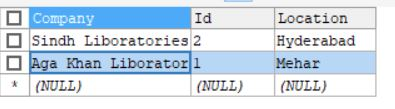 Company Id Location
Sindh Liboratories 2 Hyderabad
Aga Khan Liborator 1 Mehar
* (NULL) (NULL) (NULL)